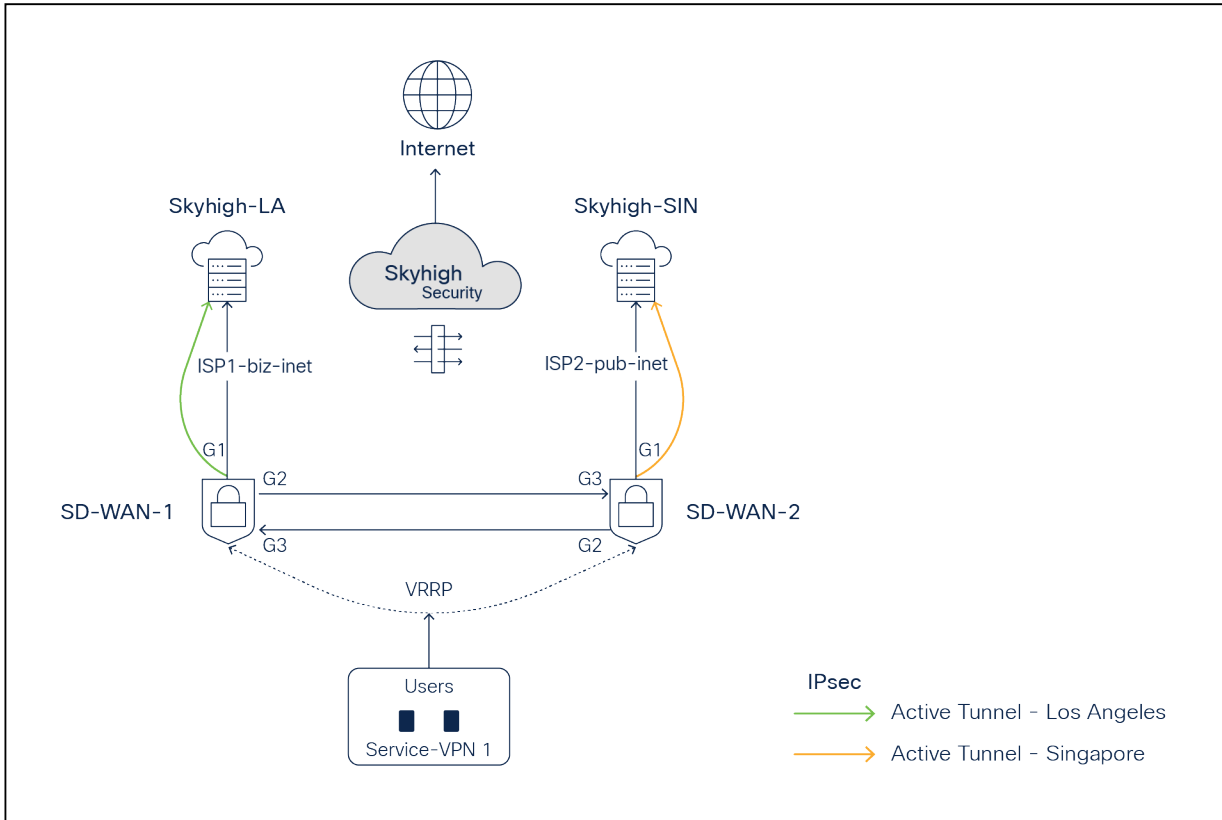 Internet
Skyhigh-LA
Skyhigh-SIN
Skyhigh
Security
ISP1-biz-inet
ISP2-pub-inet
G1
G1
G2
G3
SD-WAN-1
SD-WAN-2
G3
G2
VRRP
Users
Service-VPN 1
IPsec
Active Tunnel - Los Angeles
Active Tunnel - Singapore